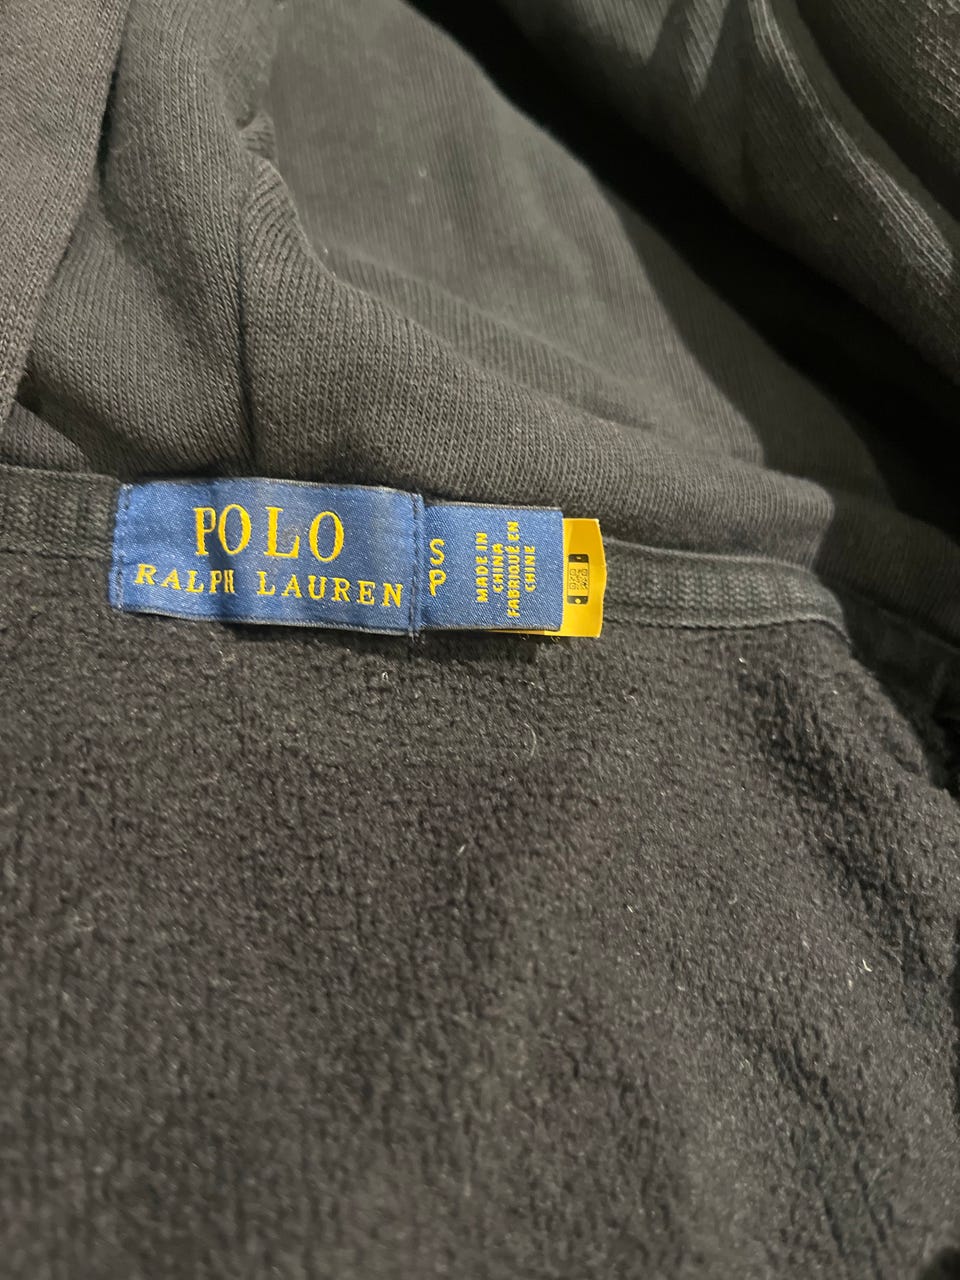 POLO
RALPH LAUREN
S
P
MADE IN
CHINA
FABRIQUÉ EN
CHINE